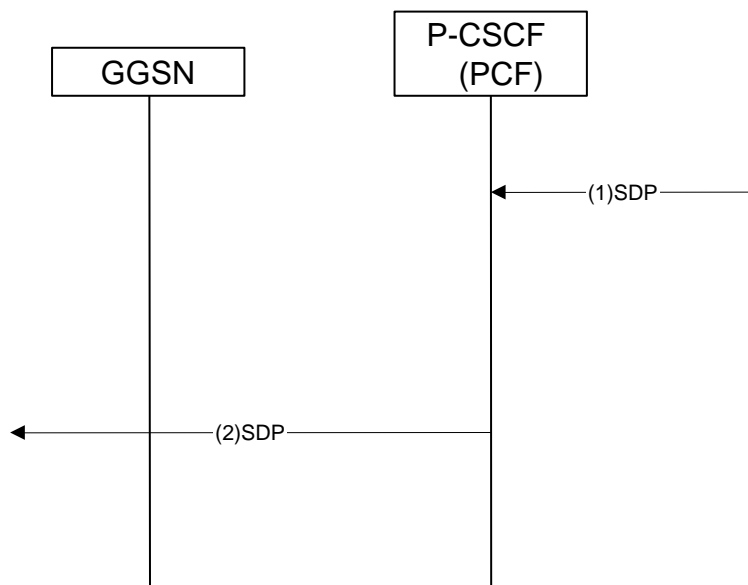 P-CSCF
(PCF)
GGSN
(1)SDP
(2)SDP